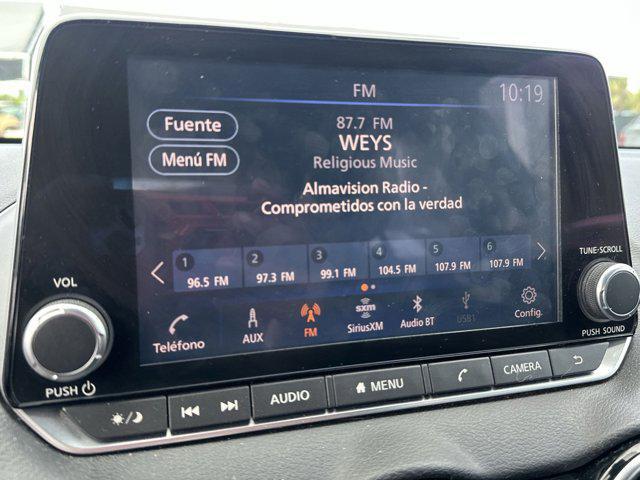 FM
10:19
Fuente
87.7 FM
WEYS
Menú FM
Religious Music
Almavision Radio -
Comprometidos con la verdad
1 2 3 4 5 6
96.5 FM 97.3 FM 99.1 FM 104.5 FM 107.9 FM 107.9 FM
Teléfono AUX FM SiriusXM Audio BT USB1 Config.
sxm
VOL
PUSH
TUNE-SCROLL
PUSH SOUND
AUDIO MENU CAMERA